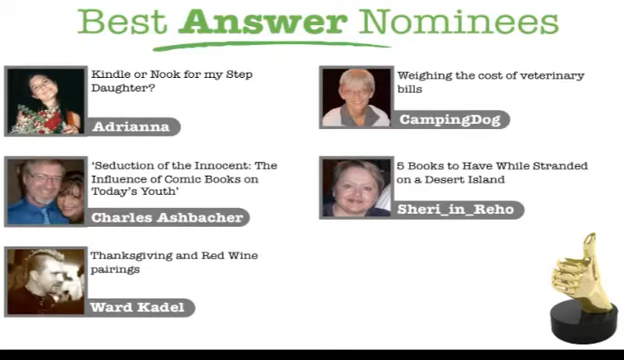 Best Answer Nominees
Kindle or Nook for my Step
Daughter?
Adrianna
‘Seduction of the Innocent: The
Influence of Comic Books on
Today’s Youth’
Charles Ashbacher
Thanksgiving and Red Wine
pairings
Ward Kadel
Weighing the cost of veterinary
bills
CampingDog
5 Books to Have While Stranded
on a Desert Island
Sheri_in_Reho